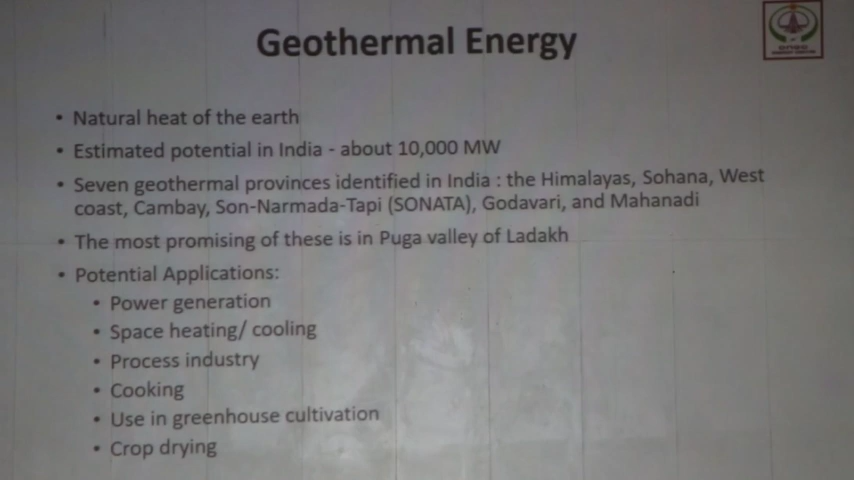 Geothermal Energy
• Natural heat of the earth
• Estimated potential in India - about 10,000 MW
• Seven geothermal provinces identified in India : the Himalayas, Sohana, West
coast, Cambay, Son-Narmada-Tapi (SONATA), Godavari, and Mahanadi
• The most promising of these is in Puga valley of Ladakh
• Potential Applications:
• Power generation
• Space heating/ cooling
• Process industry
• Cooking
• Use in greenhouse cultivation
• Crop drying